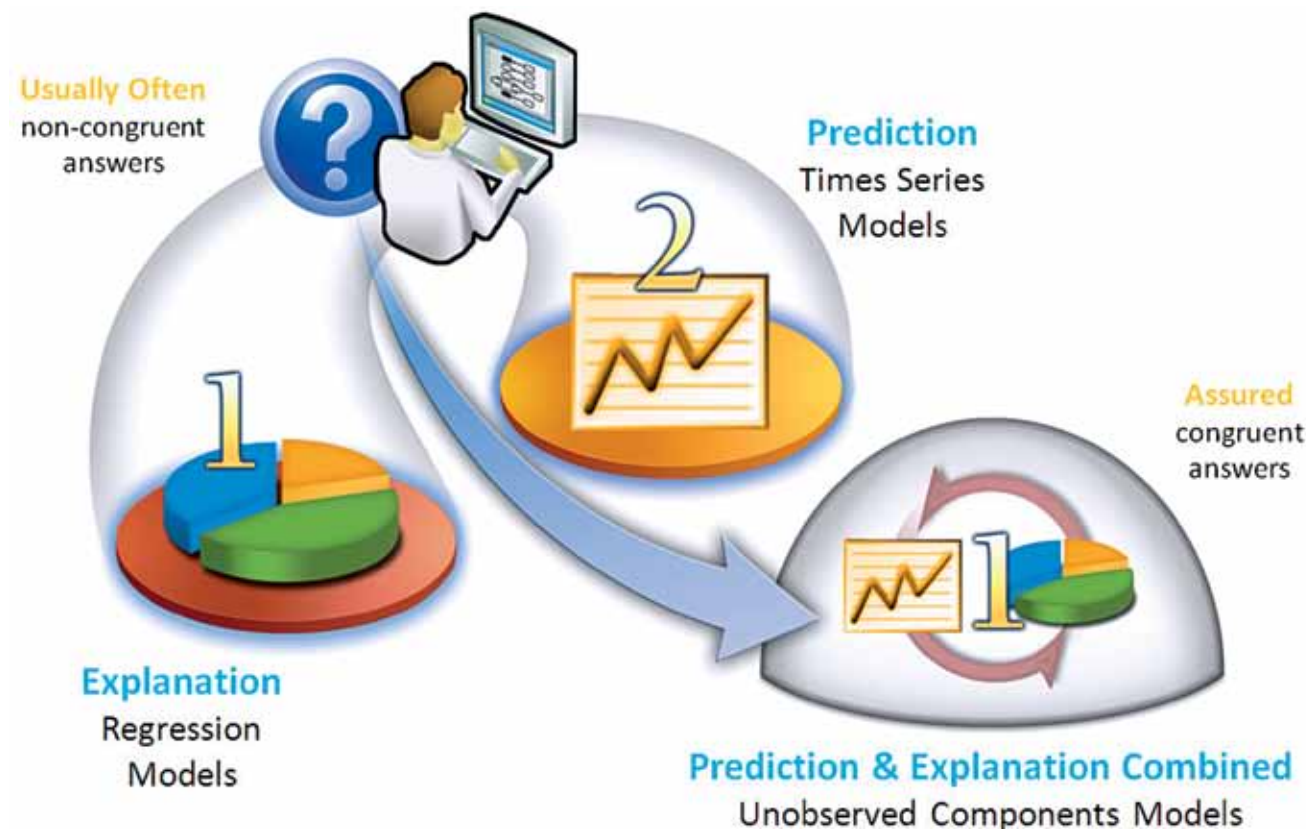 Usually Often
non-congruent
answers
?
Prediction
Times Series
Models
2
1
Assured
congruent
answers
1
Explanation
Regression
Models
Prediction & Explanation Combined
Unobserved Components Models